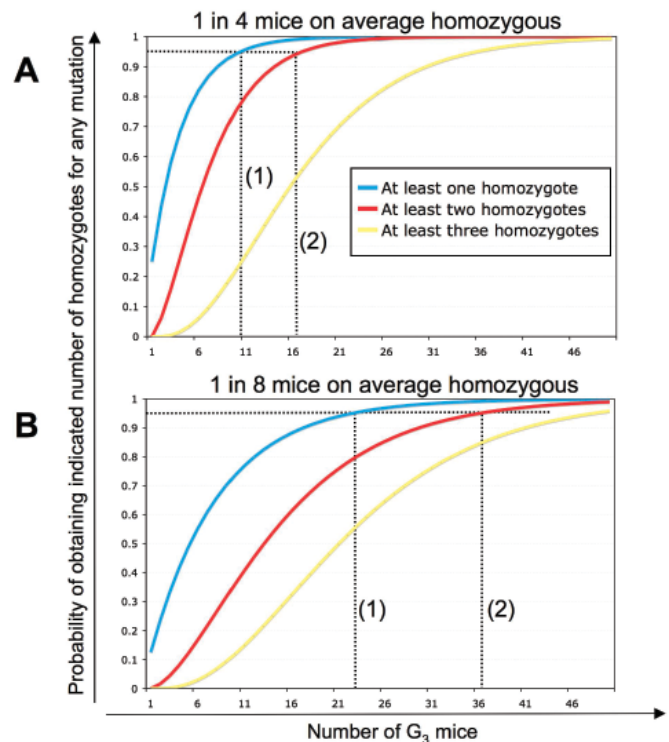 1 in 4 mice on average homozygous
A
Probability of obtaining indicated number of homozygotes for any mutation
1
0.9
0.8
0.7
0.6
0.5
0.4
0.3
0.2
0.1
0
(1)
(2)
At least one homozygote
At least two homozygotes
At least three homozygotes
1 6 11 16 21 26 31 36 41 46
1 in 8 mice on average homozygous
B
1
0.9
0.8
0.7
0.6
0.5
0.4
0.3
0.2
0.1
0
(1)
(2)
1 6 11 16 21 26 31 36 41 46
Number of G3 mice